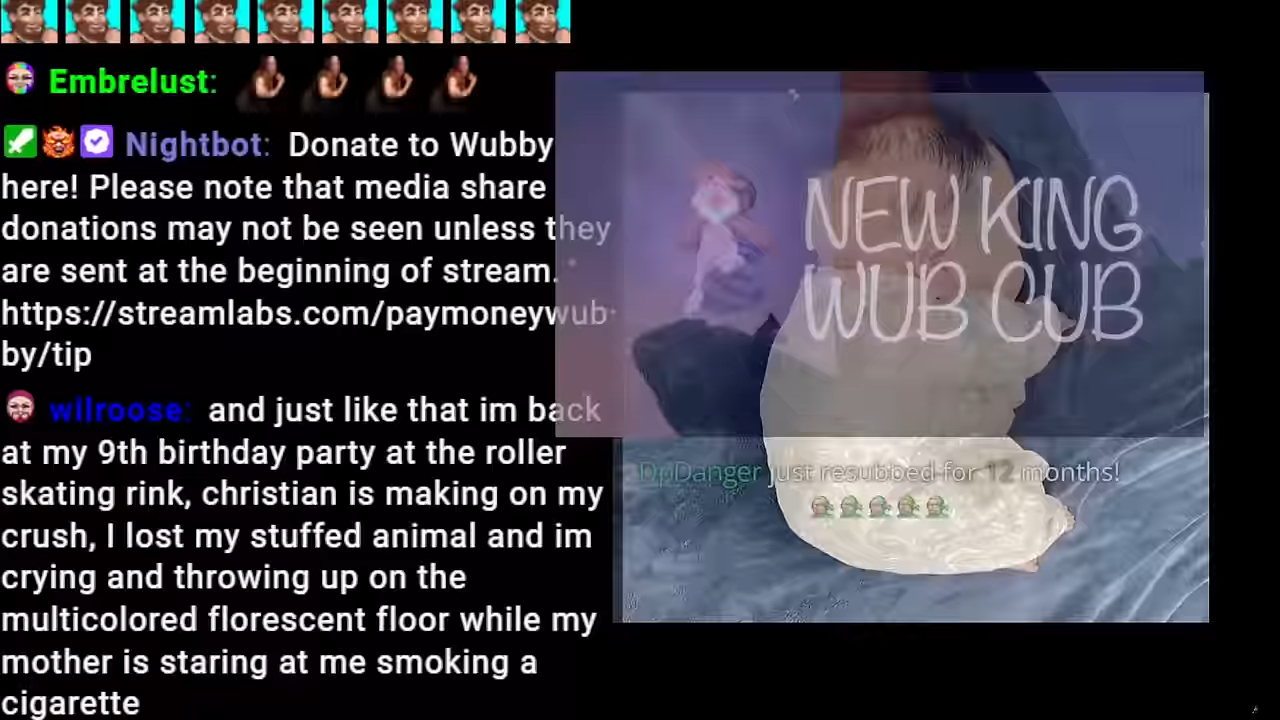 Embrelust:
Nightbot: Donate to Wubby
here! Please note that media share
donations may not be seen unless they
are sent at the beginning of stream.
https://streamlabs.com/paymoneywub
by/tip
wilroose: and just like that im back
at my 9th birthday party at the roller
skating rink, christian is making on my
crush, I lost my stuffed animal and im
crying and throwing up on the
multicolored florescent floor while my
mother is staring at me smoking a
cigarette
NEW KING
WUB CUB
DpDanger just resubbed for 12 months!